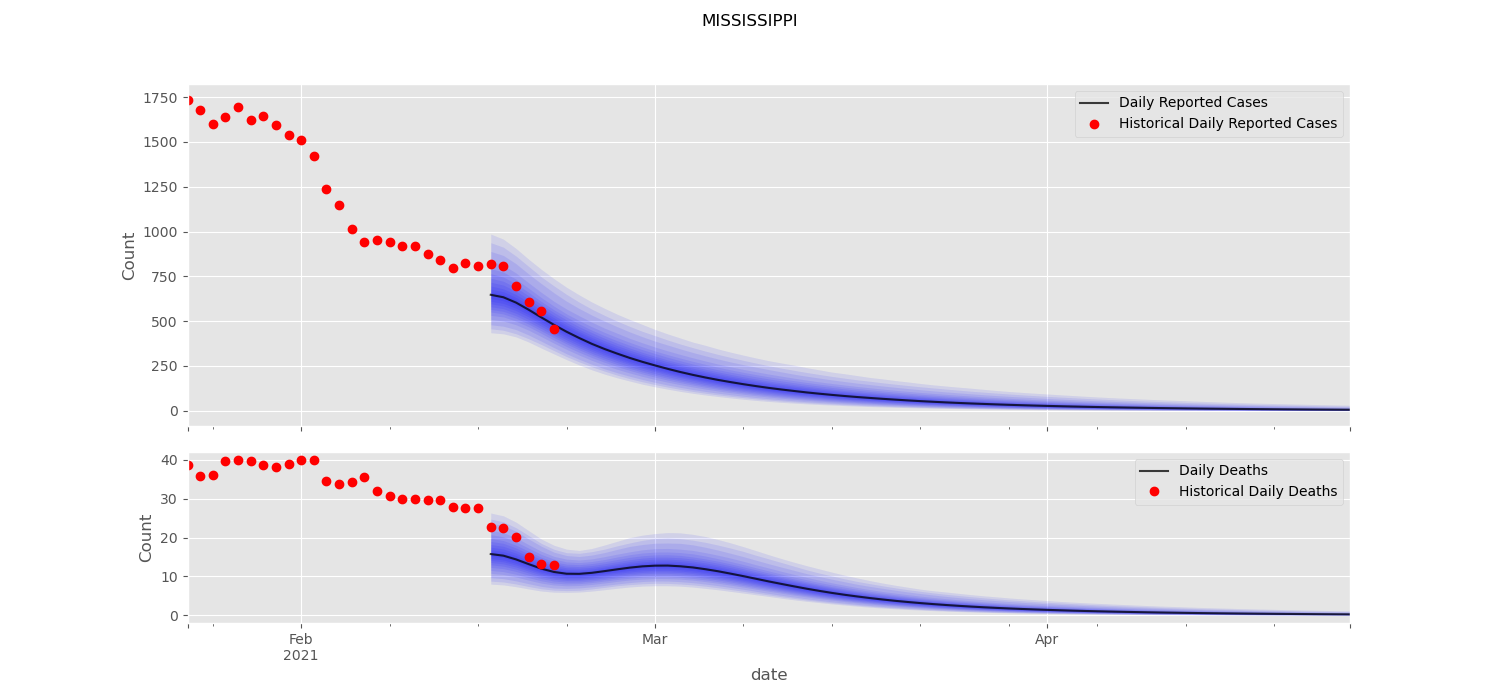 MISSISSIPPI
1750
1500
1250
1000
750
500
250
0
Count
Daily Reported Cases
Historical Daily Reported Cases
40
30
20
10
0
Count
Daily Deaths
Historical Daily Deaths
Feb
2021
Mar
Apr
date